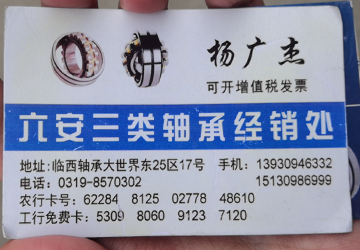 杨广杰
可开增值税发票
六安三类轴承经销处
地址:临西轴承大世界东25区17号 手机:13930946332
电话:0319-8570302 15130986999
农行卡号:62284 8125 02778 48610
工行免费卡:5309 8060 9123 7120